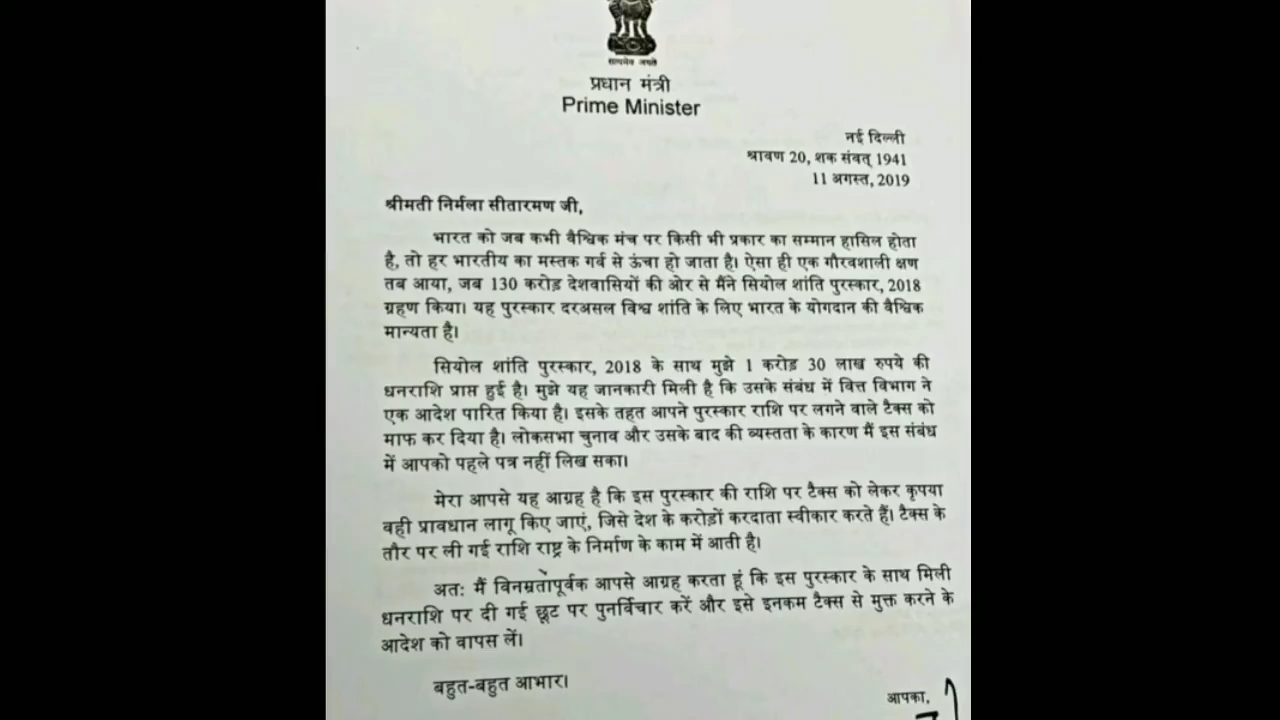 सत्यमेव जयते
प्रधान मंत्री
Prime Minister
नई दिल्ली
श्रावण 20, शक संवत् 1941
11 अगस्त, 2019
श्रीमती निर्मला सीतारमण जी,
भारत को जब कभी वैश्विक मंच पर किसी भी प्रकार का सम्मान हासिल होता
है, तो हर भारतीय का मस्तक गर्व से ऊंचा हो जाता है। ऐसा ही एक गौरवशाली क्षण
तब आया, जब 130 करोड़ देशवासियों की ओर से मैंने सियोल शांति पुरस्कार, 2018
ग्रहण किया। यह पुरस्कार दरअसल विश्व शांति के लिए भारत के योगदान की वैश्विक
मान्यता है।
सियोल शांति पुरस्कार, 2018 के साथ मुझे 1 करोड़ 30 लाख रुपये की
धनराशि प्राप्त हुई है। मुझे यह जानकारी मिली है कि उसके संबंध में वित्त विभाग ने
एक आदेश पारित किया है। इसके तहत आपने पुरस्कार राशि पर लगने वाले टैक्स को
माफ कर दिया है। लोकसभा चुनाव और उसके बाद की व्यस्तता के कारण मैं इस संबंध
में आपको पहले पत्र नहीं लिख सका।
मेरा आपसे यह आग्रह है कि इस पुरस्कार की राशि पर टैक्स को लेकर कृपया
वही प्रावधान लागू किए जाएं, जिसे देश के करोड़ों करदाता स्वीकार करते हैं। टैक्स के
तौर पर ली गई राशि राष्ट्र के निर्माण के काम में आती है।
अतः मैं विनम्रतापूर्वक आपसे आग्रह करता हूं कि इस पुरस्कार के साथ मिली
धनराशि पर दी गई छूट पर पुनर्विचार करें और इसे इनकम टैक्स से मुक्त करने के
आदेश को वापस लें।
बहुत-बहुत आभार।
आपका,